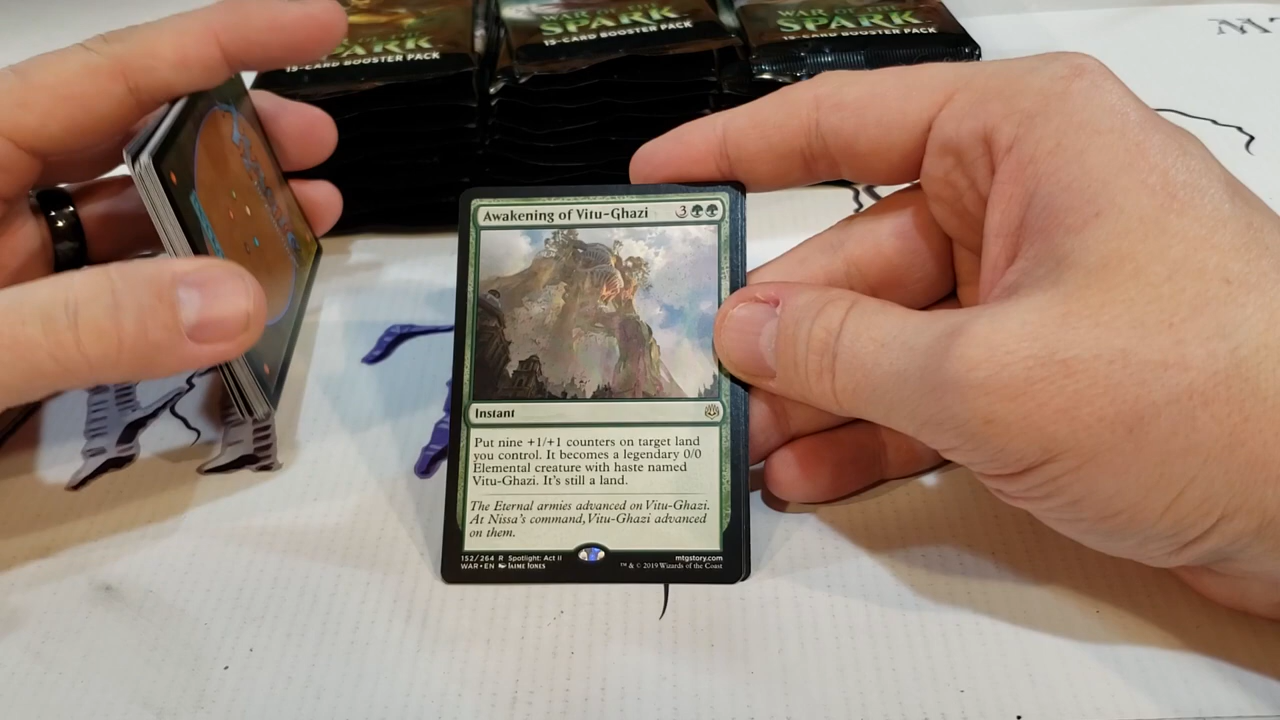 SPARK
15-CARD BOOSTER PACK
WAR OF THE
SPARK
15-CARD BOOSTER PACK
WAR OF THE
SPARK
15-CARD BOOSTER PACK
Awakening of Vitu-Ghazi 3
Instant
Put nine +1/+1 counters on target land
you control. It becomes a legendary 0/0
Elemental creature with haste named
Vitu-Ghazi. It's still a land.
The Eternal armies advanced on Vitu-Ghazi.
At Nissa's command, Vitu-Ghazi advanced
on them.
152/264 R Spotlight: Act II mtgstory.com
WAR • EN Jaime Jones ™ & © 2019 Wizards of the Coast